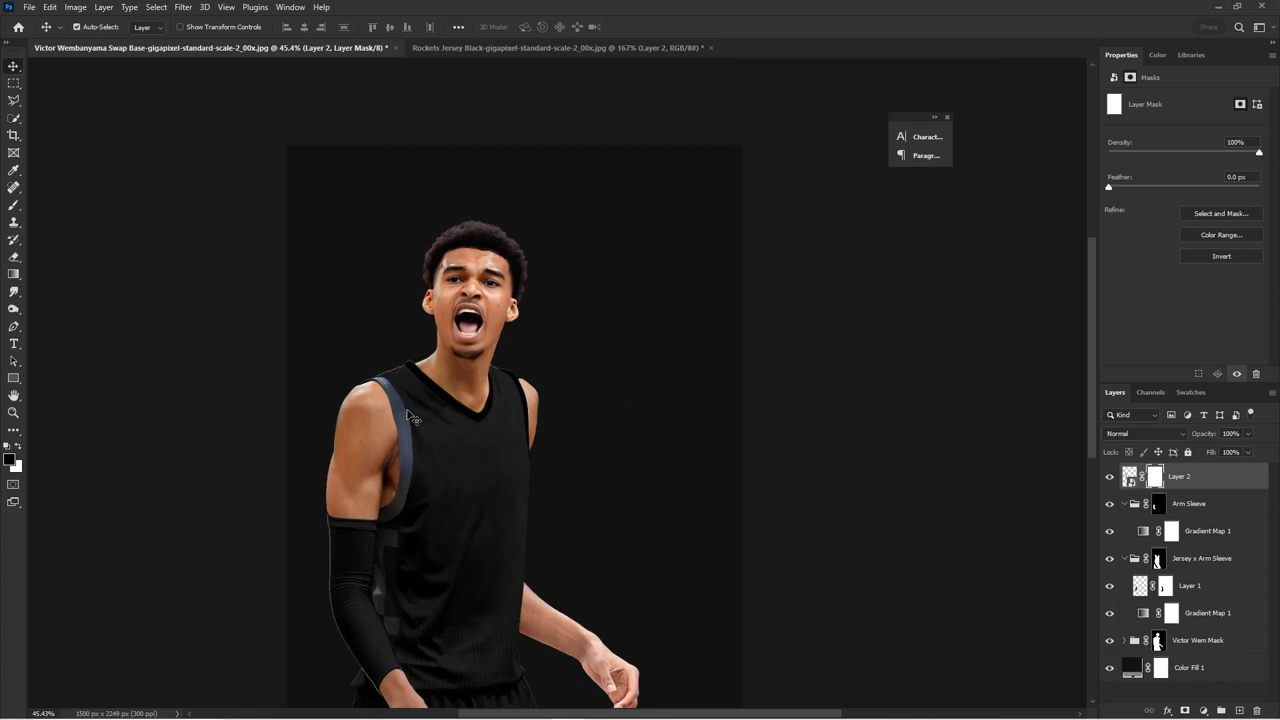 Ps File Edit Image Layer Type Select Filter 3D View Plugins Window Help
Auto-Select: Layer Show Transform Controls ••• 3D Mode: Share
Victor Wembanyama Swap Base-gigapixel-standard-scale-2_00x.jpg @ 45.4% (Layer 2, Layer Mask/8) * × Rockets Jersey Black-gigapixel-standard-scale-2_00x.jpg @ 167% (Layer 2, RGB/8#) * ×
Properties Color Libraries
Masks
Layer Mask
Density: 100%
Feather: 0.0 px
Refine: Select and Mask...
Color Range...
Invert
Charact...
Paragr...
Layers Channels Swatches
Kind
Normal Opacity: 100%
Lock: Fill: 100%
Layer 2
Arm Sleeve
Gradient Map 1
Jersey x Arm Sleeve
Layer 1
Gradient Map 1
Victor Wem Mask
Color Fill 1
45.43% 1500 px x 2249 px (300 ppi)